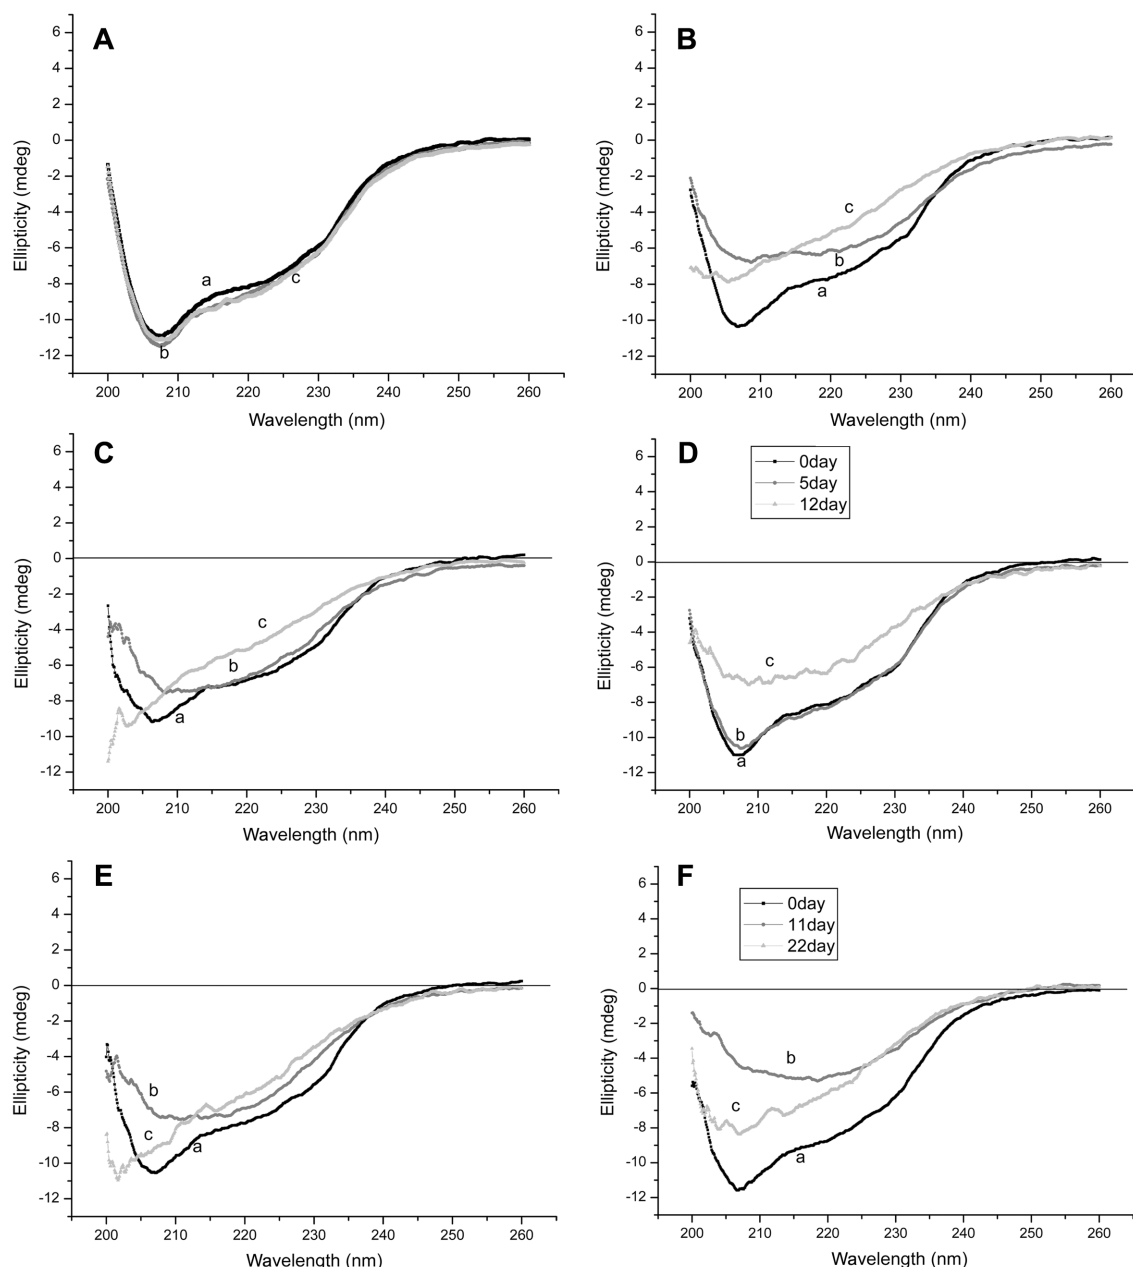 A
6
4
2
0
-2
-4
-6
-8
-10
-12
Ellipticity (mdeg)
a
c
b
200 210 220 230 240 250 260
Wavelength (nm)
B
6
4
2
0
-2
-4
-6
-8
-10
-12
Ellipticity (mdeg)
c
b
a
200 210 220 230 240 250 260
Wavelength (nm)
C
6
4
2
0
-2
-4
-6
-8
-10
-12
Ellipticity (mdeg)
c
b
a
200 210 220 230 240 250 260
Wavelength (nm)
D
0day
5day
12day
6
4
2
0
-2
-4
-6
-8
-10
-12
Ellipticity (mdeg)
c
b
a
200 210 220 230 240 250 260
Wavelength (nm)
E
6
4
2
0
-2
-4
-6
-8
-10
-12
Ellipticity (mdeg)
b
c
a
200 210 220 230 240 250 260
Wavelength (nm)
F
0day
11day
22day
6
4
2
0
-2
-4
-6
-8
-10
-12
Ellipticity (mdeg)
b
c
a
200 210 220 230 240 250 260
Wavelength (nm)